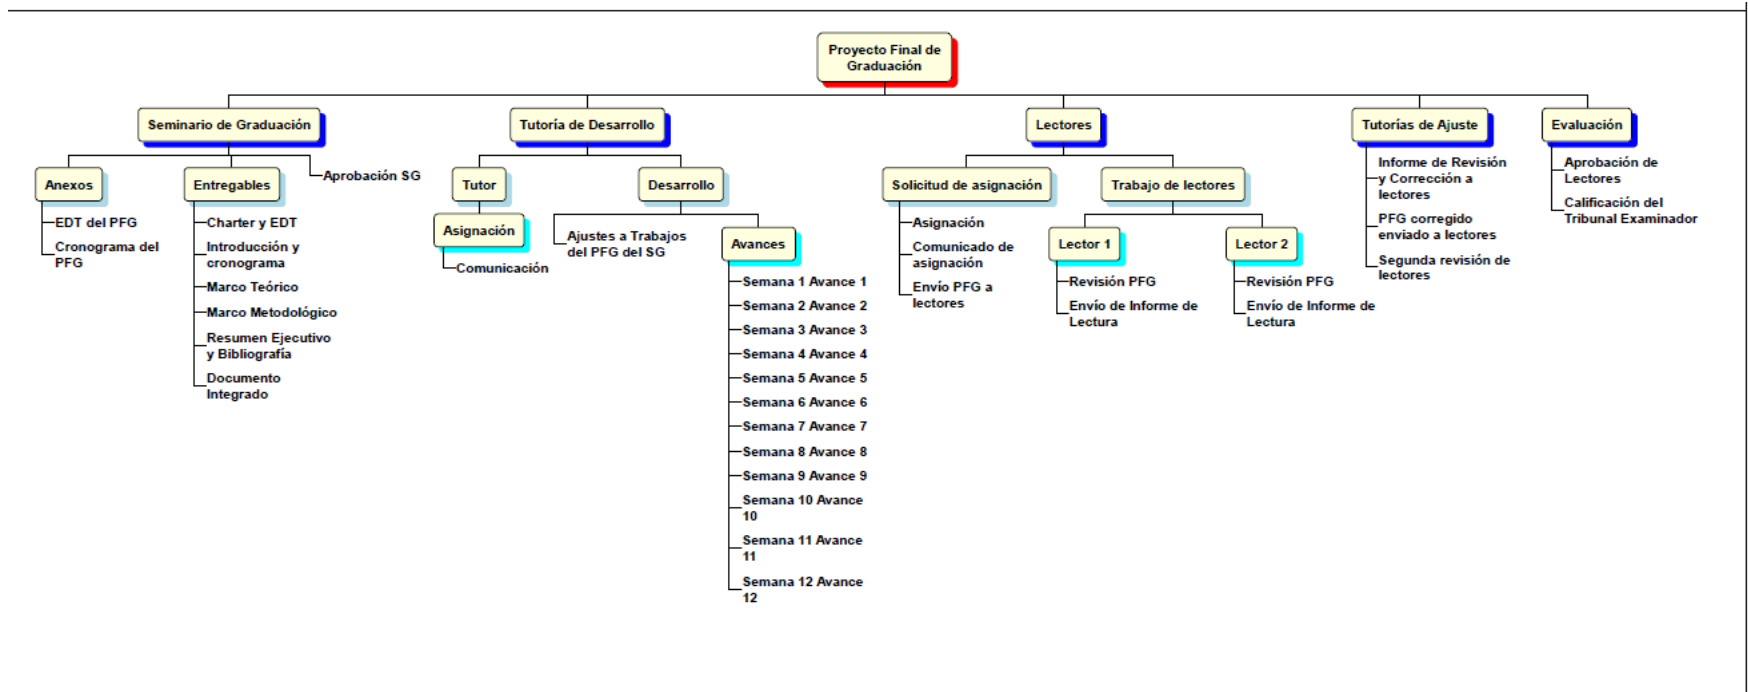 Proyecto Final de
Graduación
Seminario de Graduación
Tutoría de Desarrollo
Lectores
Tutorías de Ajuste
Evaluación
Anexos
EDT del PFG
Cronograma del
PFG
Entregables
Charter y EDT
Introducción y
cronograma
Marco Teórico
Marco Metodológico
Resumen Ejecutivo
y Bibliografía
Documento
Integrado
Aprobación SG
Tutor
Asignación
Comunicación
Desarrollo
Ajustes a Trabajos
del PFG del SG
Avances
Semana 1 Avance 1
Semana 2 Avance 2
Semana 3 Avance 3
Semana 4 Avance 4
Semana 5 Avance 5
Semana 6 Avance 6
Semana 7 Avance 7
Semana 8 Avance 8
Semana 9 Avance 9
Semana 10 Avance
10
Semana 11 Avance
11
Semana 12 Avance
12
Solicitud de asignación
Asignación
Comunicado de
asignación
Envío PFG a
lectores
Trabajo de lectores
Lector 1
Revisión PFG
Envío de Informe de
Lectura
Lector 2
Revisión PFG
Envío de Informe de
Lectura
Informe de Revisión
y Corrección a
lectores
PFG corregido
enviado a lectores
Segunda revisión de
lectores
Aprobación de
Lectores
Calificación del
Tribunal Examinador